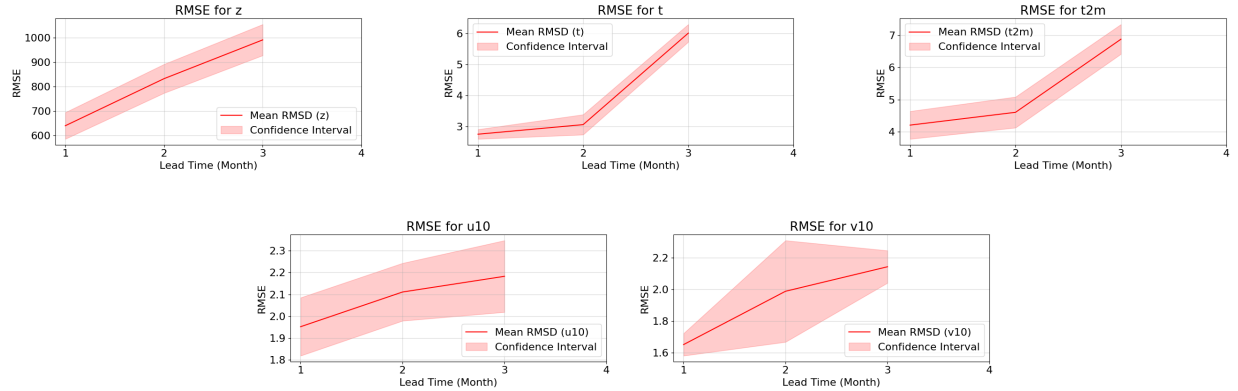 RMSE for z
1000
900
800
700
600
RMSE
Mean RMSD (z)
Confidence Interval
1 2 3 4
Lead Time (Month)
RMSE for t
6
5
4
3
RMSE
Mean RMSD (t)
Confidence Interval
1 2 3 4
Lead Time (Month)
RMSE for t2m
7
6
5
4
RMSE
Mean RMSD (t2m)
Confidence Interval
1 2 3 4
Lead Time (Month)
RMSE for u10
2.3
2.2
2.1
2.0
1.9
1.8
RMSE
Mean RMSD (u10)
Confidence Interval
1 2 3 4
Lead Time (Month)
RMSE for v10
2.2
2.0
1.8
1.6
RMSE
Mean RMSD (v10)
Confidence Interval
1 2 3 4
Lead Time (Month)